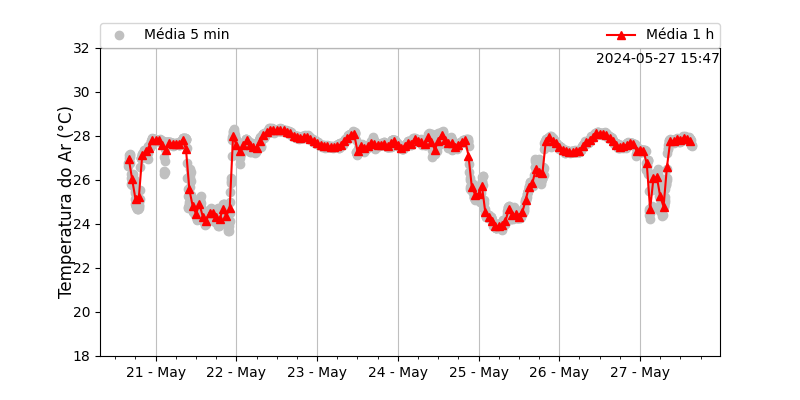 Média 5 min
Média 1 h
2024-05-27 15:47
Temperatura do Ar (°C)
32
30
28
26
24
22
20
18
21 - May
22 - May
23 - May
24 - May
25 - May
26 - May
27 - May